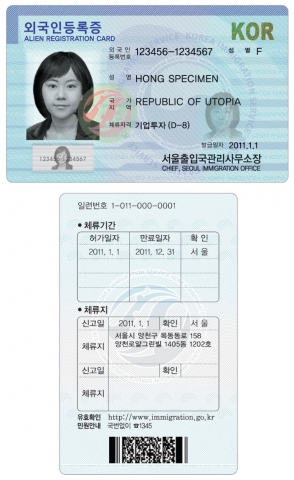 외국인등록증
ALIEN REGISTRATION CARD
KOR
외국인등록번호 123456-1234567 성별 F
성명 HONG SPECIMEN
국가지역 REPUBLIC OF UTOPIA
체류자격 기업투자 (D-8)
발급일자 2011.1.1
123456-1234567
서울출입국관리사무소장
CHIEF, SEOUL IMMIGRATION OFFICE
일련번호 1-011-000-0001
• 체류기간
허가일자 만료일자 확 인
2011. 1. 1 2011. 12. 31 서 울
• 체류지
신고일 2011. 1. 1 확인 서 울
체류지 서울시 양천구 목동동로 158
양천로얄그린빌 1405동 1202호
신고일 확인
체류지
유효확인 http://www.immigration.go.kr
민원안내 국번없이 ☎1345